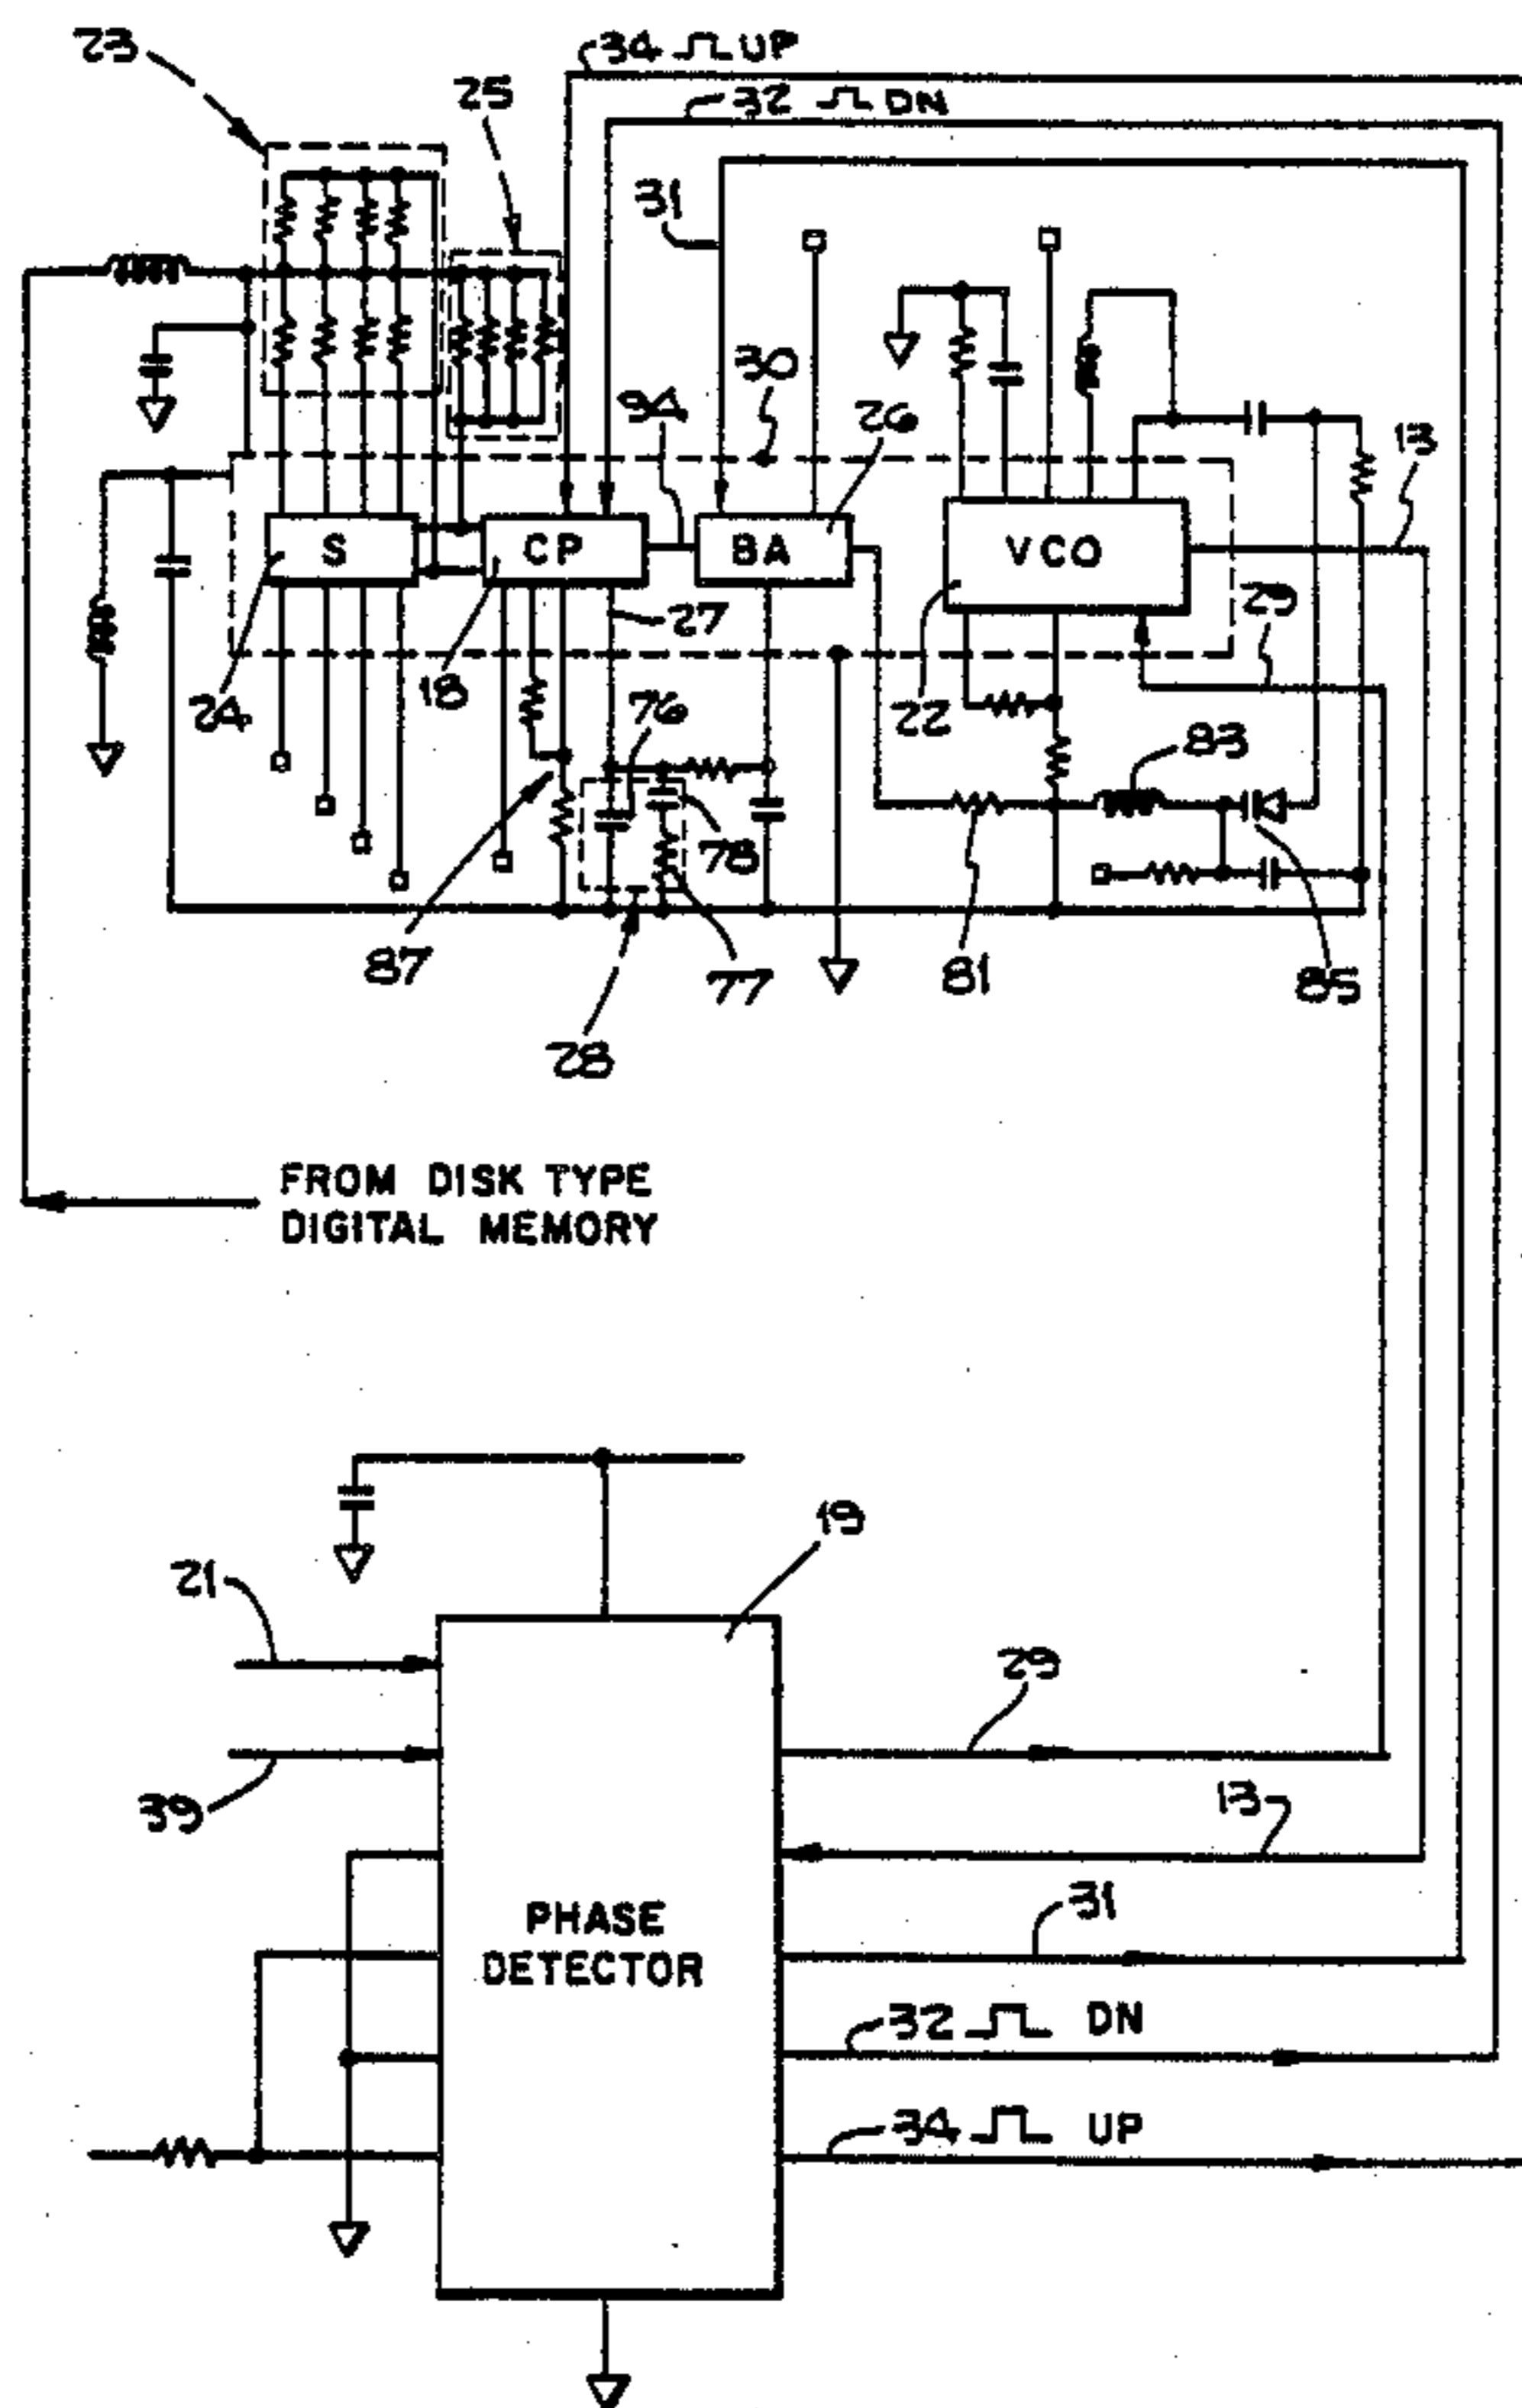 23
34 UP
25
32 DN
31
94
30
26
13
S
CP
BA
VCO
27
29
24
18
76
22
83
78
87
77
81
85
28
FROM DISK TYPE
DIGITAL MEMORY
19
21
29
39
13
31
PHASE
DETECTOR
32 DN
34 UP